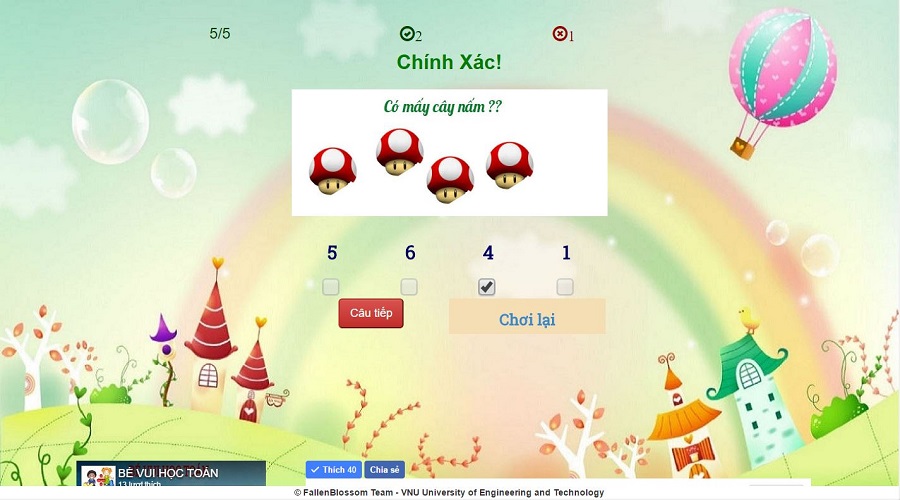 5/5
2
1
Chính Xác!
Có mấy cây nấm ??
5 6 4 1
Câu tiếp
Chơi lại
BÉ VUI HỌC TOÁN
13 lượt thích
Thích 40
Chia sẻ
© FallenBlossom Team - VNU University of Engineering and Technology